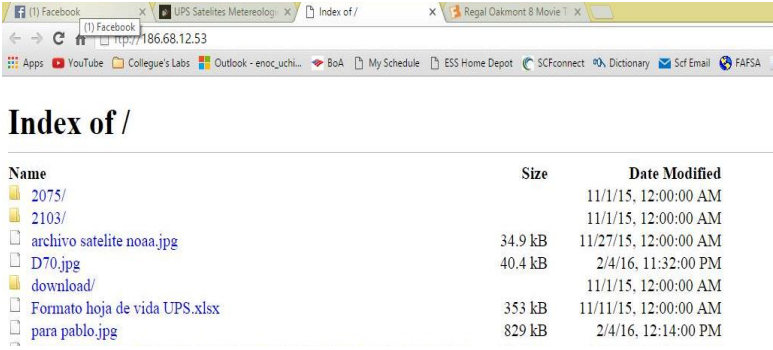 (1) Facebook UPS Satelites Metereolog Index of / Regal Oakmont 8 Movie T
(1) Facebook
ftp://186.68.12.53
Apps YouTube Collegue's Labs Outlook - enoc_uchi... BoA My Schedule ESS Home Depot SCFconnect Dictionary Scf Email FAFSA
Index of /
Name Size Date Modified
2075/ 11/1/15, 12:00:00 AM
2103/ 11/1/15, 12:00:00 AM
archivo satelite noaa.jpg 34.9 kB 11/27/15, 12:00:00 AM
D70.jpg 40.4 kB 2/4/16, 11:32:00 PM
download/ 11/1/15, 12:00:00 AM
Formato hoja de vida UPS.xlsx 353 kB 11/11/15, 12:00:00 AM
para pablo.jpg 829 kB 2/4/16, 12:14:00 PM